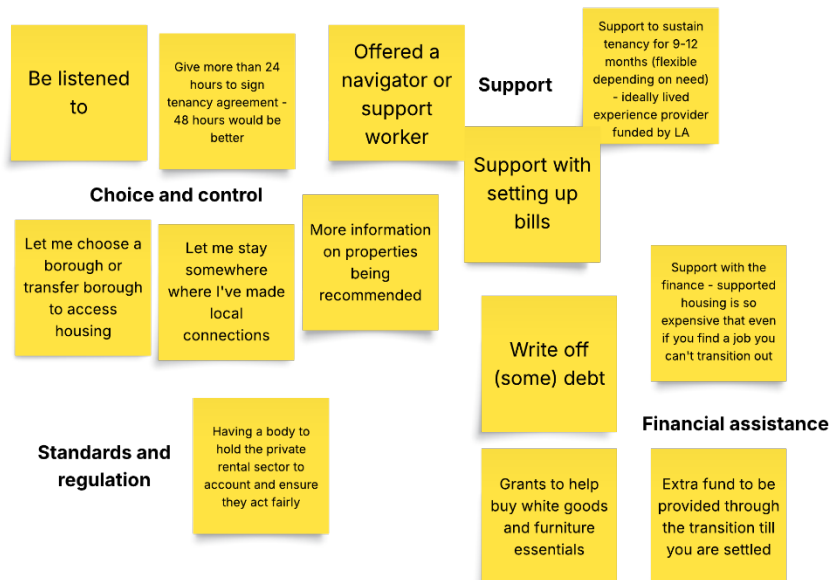 Be listened
to
Give more than 24
hours to sign
tenancy agreement -
48 hours would be
better
Choice and control
Let me choose a
borough or
transfer borough
to access
housing
Let me stay
somewhere
where I've made
local
connections
More information
on properties
being
recommended
Offered a
navigator or
support
worker
Support
Support to sustain
tenancy for 9-12
months (flexible
depending on need)
- ideally lived
experience provider
funded by LA
Support with
setting up
bills
Standards and
regulation
Having a body to
hold the private
rental sector to
account and ensure
they act fairly
Write off
(some) debt
Support with the
finance - supported
housing is so
expensive that even
if you find a job you
can't transition out
Financial assistance
Grants to help
buy white goods
and furniture
essentials
Extra fund to be
provided through
the transition till
you are settled